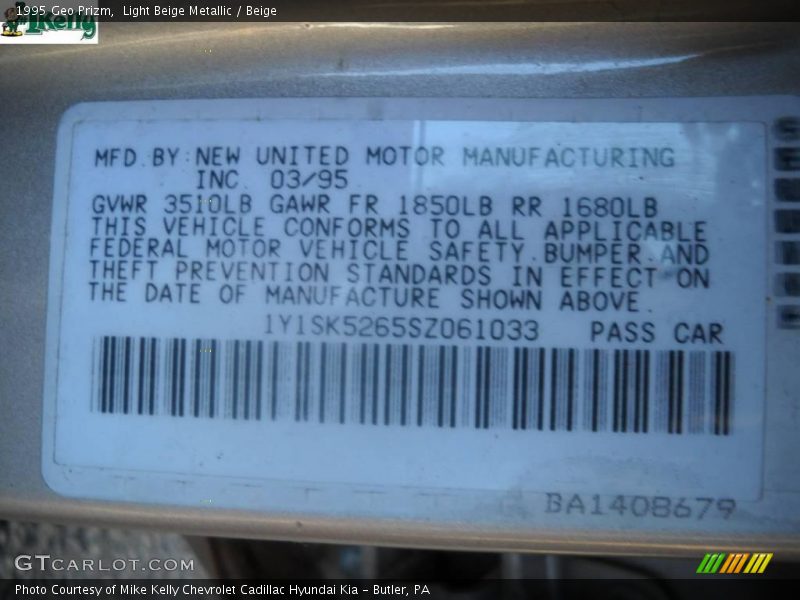 1995 Geo Prizm,  Light Beige Metallic / Beige
Kelly
MFD.BY:NEW UNITED MOTOR MANUFACTURING
INC. 03/95
GVWR 3510LB GAWR FR 1850LB RR 1680LB
THIS VEHICLE CONFORMS TO ALL APPLICABLE
FEDERAL MOTOR VEHICLE SAFETY.BUMPER.AND
THEFT PREVENTION STANDARDS IN EFFECT ON
THE DATE OF MANUFACTURE SHOWN ABOVE.
1Y1SK5265SZ061033 PASS CAR
BA1408679
GTCARLOT.COM
Photo Courtesy of Mike Kelly Chevrolet Cadillac Hyundai Kia – Butler, PA